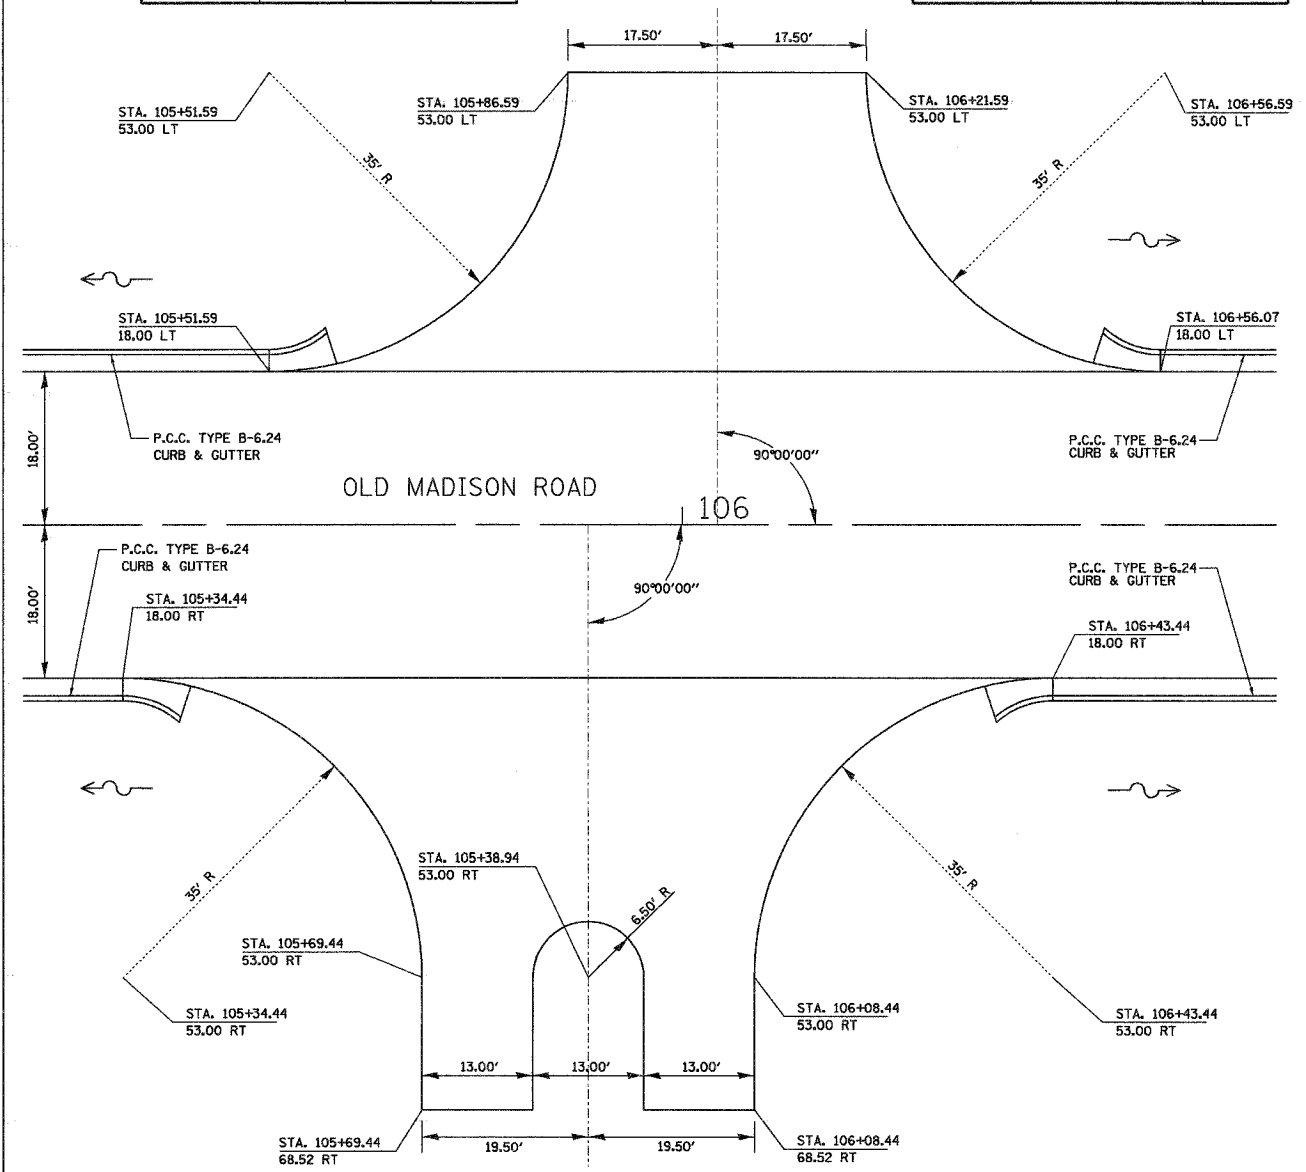 17.50'
17.50'
STA. 105+51.59
53.00 LT
STA. 105+86.59
53.00 LT
STA. 106+21.59
53.00 LT
STA. 106+56.59
53.00 LT
35' R
35' R
STA. 105+51.59
18.00 LT
STA. 106+56.07
18.00 LT
18.00'
P.C.C. TYPE B-6.24
CURB & GUTTER
P.C.C. TYPE B-6.24
CURB & GUTTER
90°00'00"
OLD MADISON ROAD
106
P.C.C. TYPE B-6.24
CURB & GUTTER
P.C.C. TYPE B-6.24
CURB & GUTTER
90°00'00"
18.00'
STA. 105+34.44
18.00 RT
STA. 106+43.44
18.00 RT
STA. 105+38.94
53.00 RT
35' R
6.50' R
35' R
STA. 105+69.44
53.00 RT
STA. 105+34.44
53.00 RT
STA. 106+08.44
53.00 RT
STA. 106+43.44
53.00 RT
13.00'
13.00'
13.00'
STA. 105+69.44
68.52 RT
19.50'
19.50'
STA. 106+08.44
68.52 RT